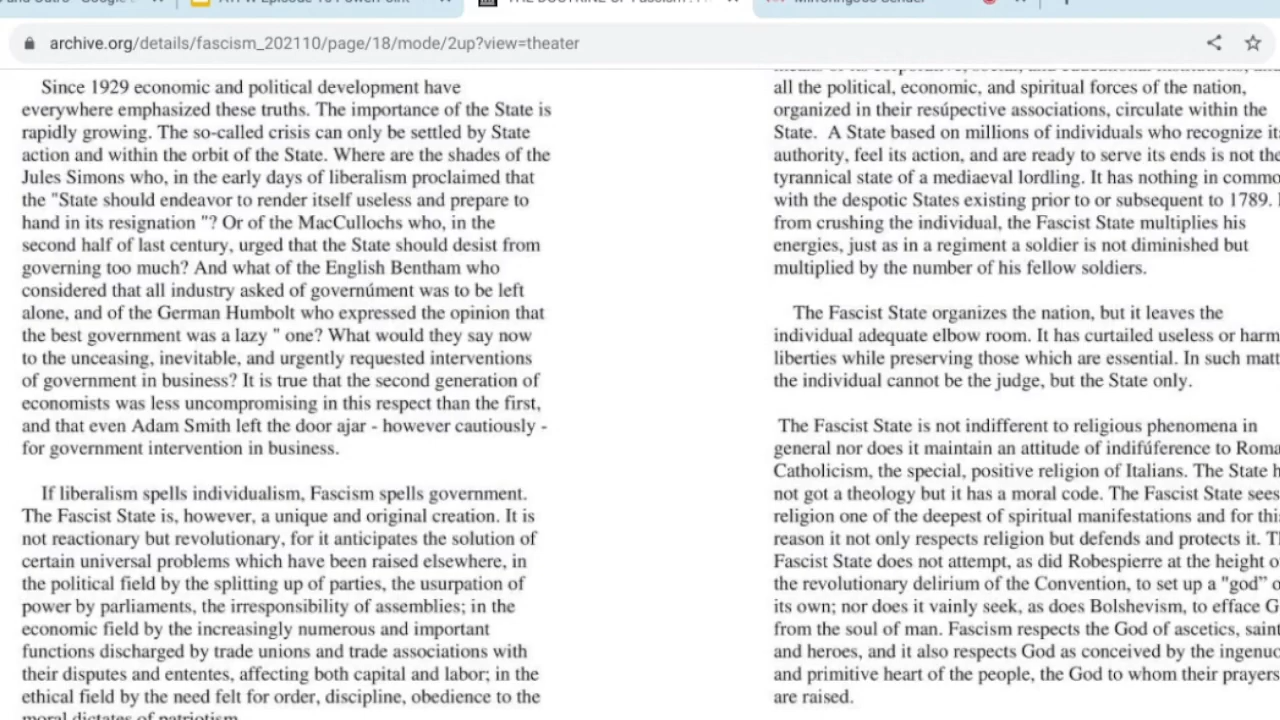 THE DOCTRINE OF Fascism
archive.org/details/fascism_202110/page/18/mode/2up?view=theater
Since 1929 economic and political development have
everywhere emphasized these truths. The importance of the State is
rapidly growing. The so-called crisis can only be settled by State
action and within the orbit of the State. Where are the shades of the
Jules Simons who, in the early days of liberalism proclaimed that
the "State should endeavor to render itself useless and prepare to
hand in its resignation "? Or of the MacCullochs who, in the
second half of last century, urged that the State should desist from
governing too much? And what of the English Bentham who
considered that all industry asked of governúment was to be left
alone, and of the German Humbolt who expressed the opinion that
the best government was a lazy " one? What would they say now
to the unceasing, inevitable, and urgently requested interventions
of government in business? It is true that the second generation of
economists was less uncompromising in this respect than the first,
and that even Adam Smith left the door ajar - however cautiously -
for government intervention in business.
If liberalism spells individualism, Fascism spells government.
The Fascist State is, however, a unique and original creation. It is
not reactionary but revolutionary, for it anticipates the solution of
certain universal problems which have been raised elsewhere, in
the political field by the splitting up of parties, the usurpation of
power by parliaments, the irresponsibility of assemblies; in the
economic field by the increasingly numerous and important
functions discharged by trade unions and trade associations with
their disputes and ententes, affecting both capital and labor; in the
ethical field by the need felt for order, discipline, obedience to the
moral dictates of patriotism
all the political, economic, and spiritual forces of the nation,
organized in their resúpective associations, circulate within the
State. A State based on millions of individuals who recognize it
authority, feel its action, and are ready to serve its ends is not the
tyrannical state of a mediaeval lordling. It has nothing in commo
with the despotic States existing prior to or subsequent to 1789.
from crushing the individual, the Fascist State multiplies his
energies, just as in a regiment a soldier is not diminished but
multiplied by the number of his fellow soldiers.
The Fascist State organizes the nation, but it leaves the
individual adequate elbow room. It has curtailed useless or harm
liberties while preserving those which are essential. In such matt
the individual cannot be the judge, but the State only.
The Fascist State is not indifferent to religious phenomena in
general nor does it maintain an attitude of indifúference to Roma
Catholicism, the special, positive religion of Italians. The State h
not got a theology but it has a moral code. The Fascist State sees
religion one of the deepest of spiritual manifestations and for this
reason it not only respects religion but defends and protects it. Th
Fascist State does not attempt, as did Robespierre at the height o
the revolutionary delirium of the Convention, to set up a "god” o
its own; nor does it vainly seek, as does Bolshevism, to efface G
from the soul of man. Fascism respects the God of ascetics, saint
and heroes, and it also respects God as conceived by the ingenuo
and primitive heart of the people, the God to whom their prayers
are raised.